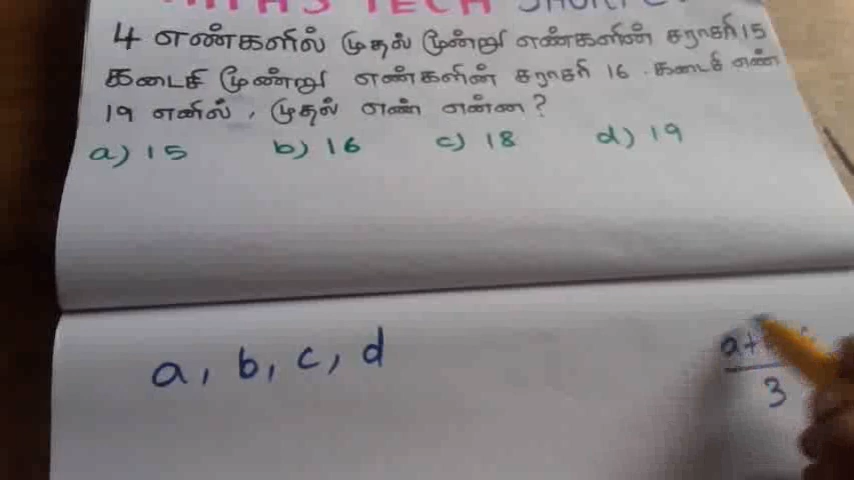 TECH
4 எண்களில் முதல் மூன்று எண்களின் சராசரி 15
கடைசி மூண்று எண்களின் சராசரி 16. கடைசி எண்
19 எனில், முதல் எண் என்ன?
a) 15 b) 16 c) 18 d) 19
a, b, c, d
a+
3